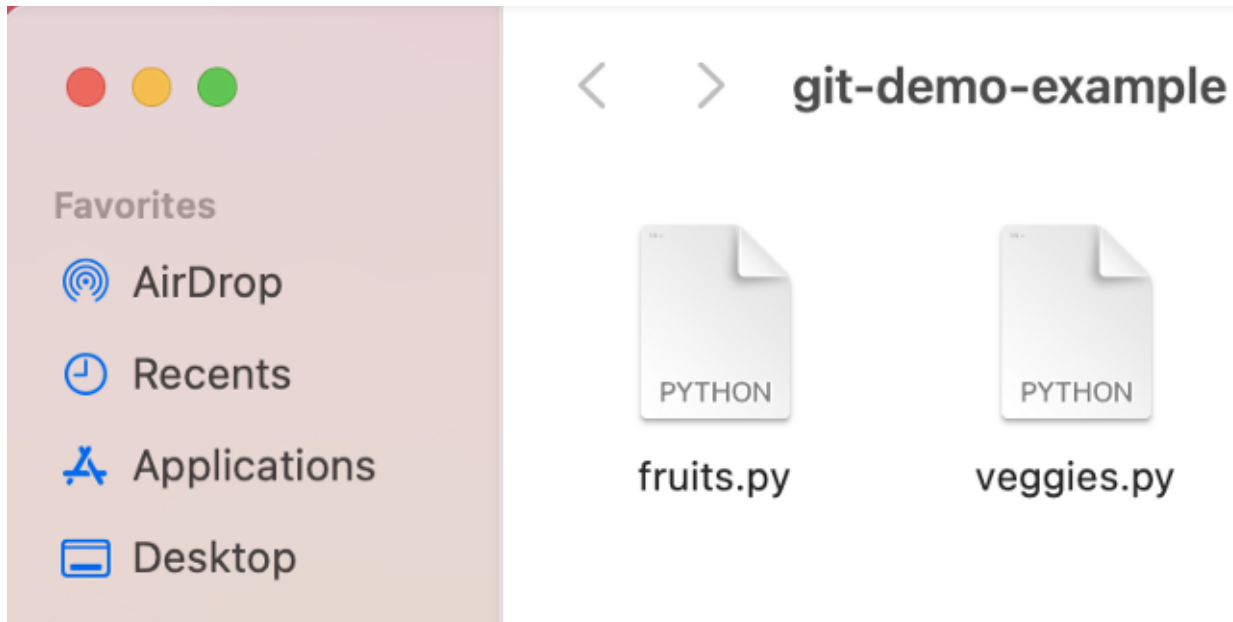 git-demo-example
Favorites
AirDrop
Recents
Applications
Desktop
PYTHON
PYTHON
fruits.py
veggies.py